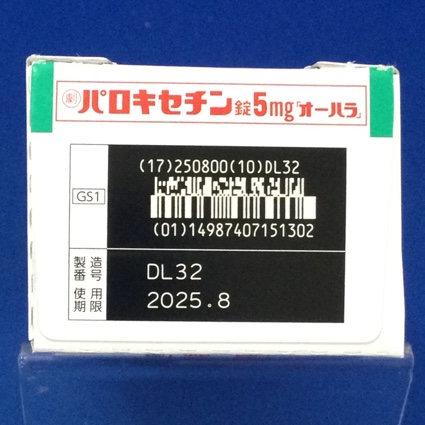 劇 パロキセチン錠5mg「オーハラ」
(17)250800(10)DL32
GS1
(01)14987407151302
製造番号 DL32
使用期限 2025.8